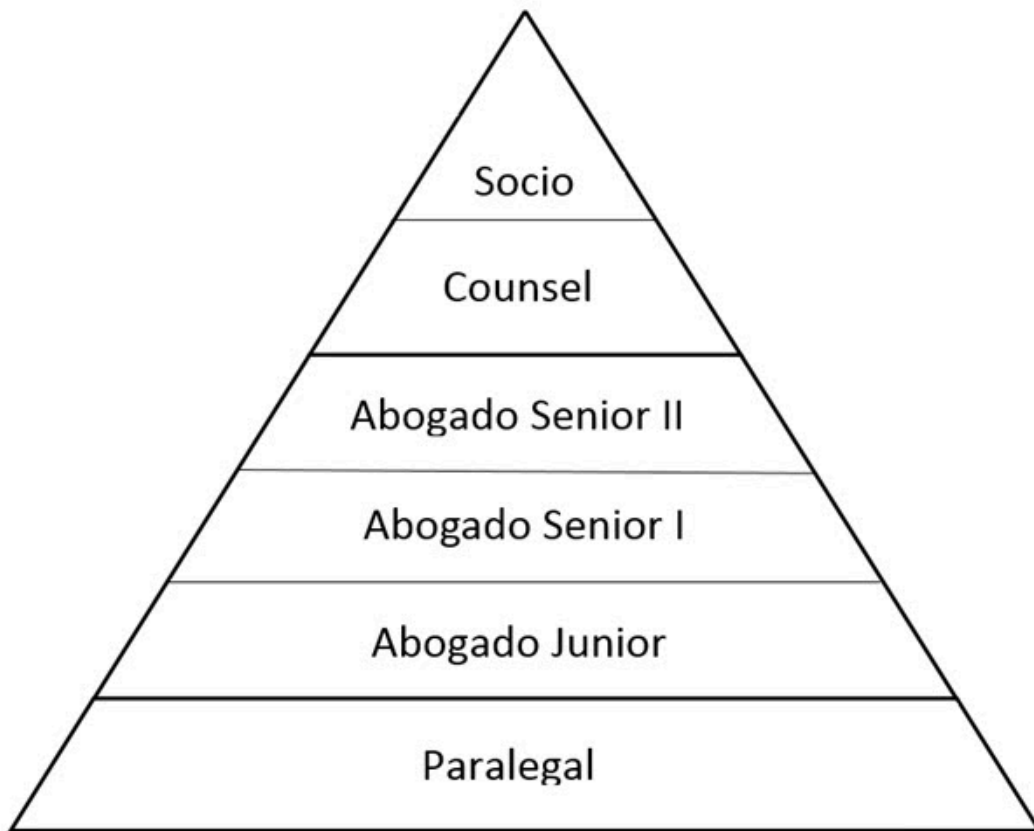 Socio
Counsel
Abogado Senior II
Abogado Senior I
Abogado Junior
Paralegal